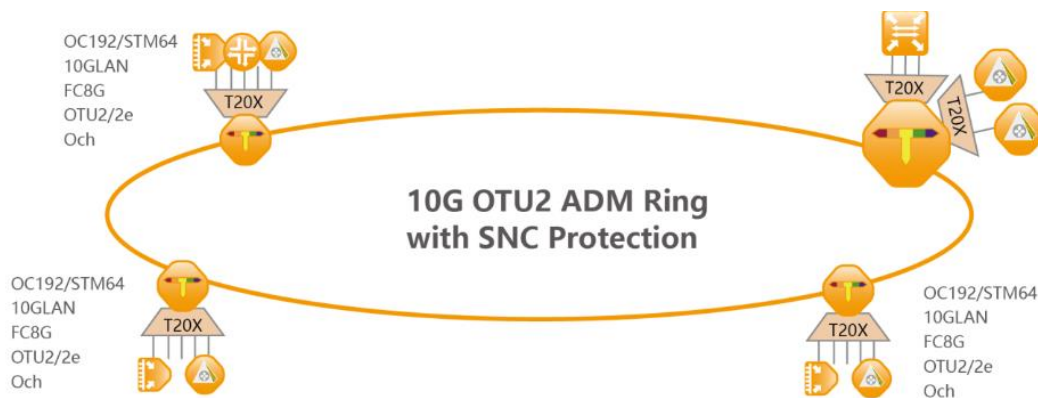 OC192/STM64
10GLAN
FC8G
OTU2/2e
Och
T20X
T20X
T20X
10G OTU2 ADM Ring
with SNC Protection
OC192/STM64
10GLAN
FC8G
OTU2/2e
Och
T20X
T20X
OC192/STM64
10GLAN
FC8G
OTU2/2e
Och